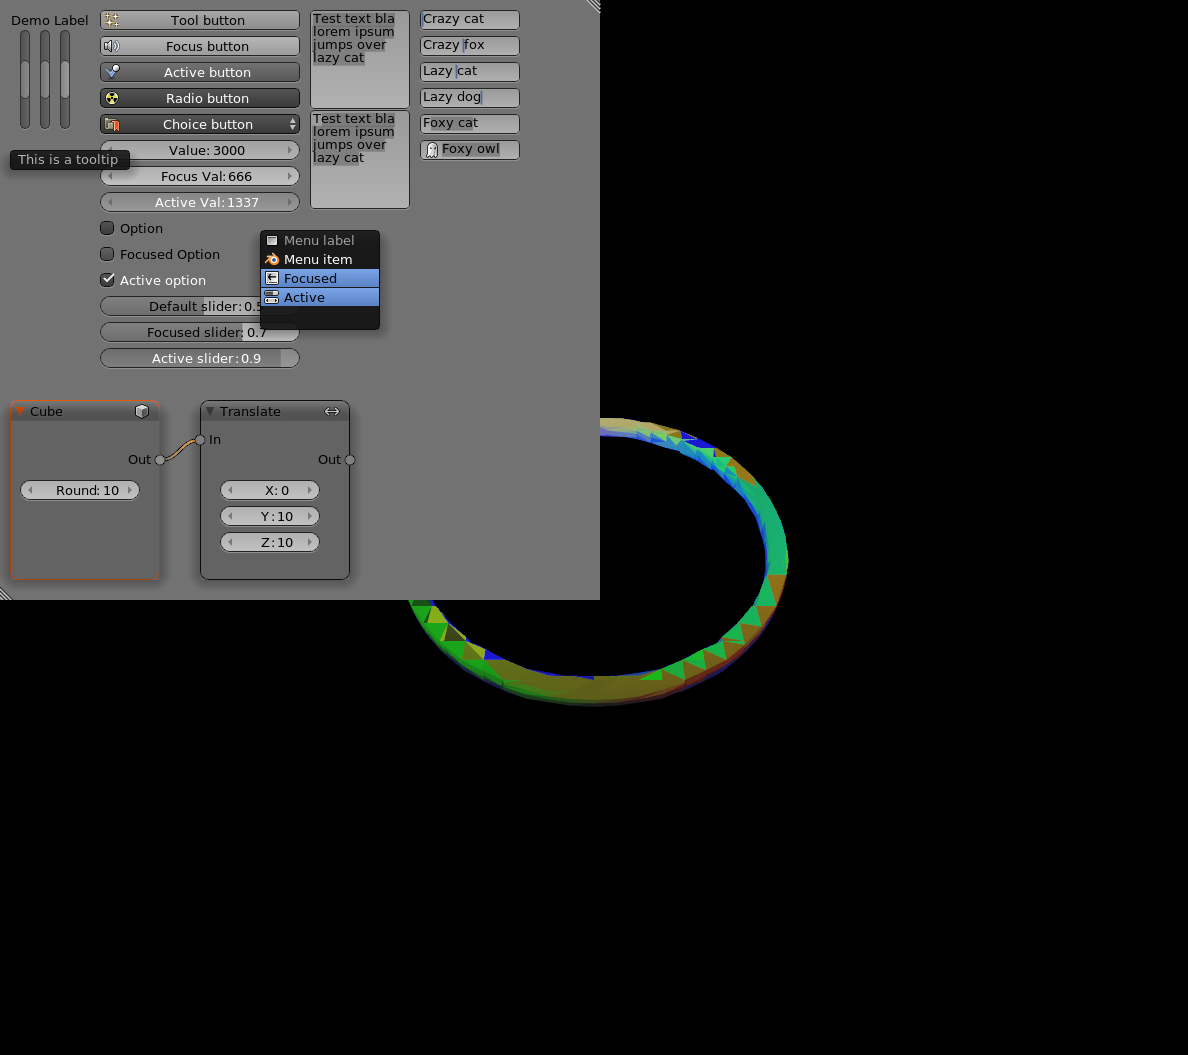 Demo Label
Tool button
Focus button
Active button
Radio button
Choice button
Value: 3000
Focus Val: 666
Active Val: 1337
This is a tooltip
Option
Focused Option
Active option
Default slider: 0.5
Focused slider: 0.7
Active slider: 0.9
Test text bla
lorem ipsum
jumps over
lazy cat
Test text bla
lorem ipsum
jumps over
lazy cat
Crazy cat
Crazy fox
Lazy cat
Lazy dog
Foxy cat
Foxy owl
Menu label
Menu item
Focused
Active
Cube
Out
Round: 10
Translate
In
Out
X: 0
Y: 10
Z: 10